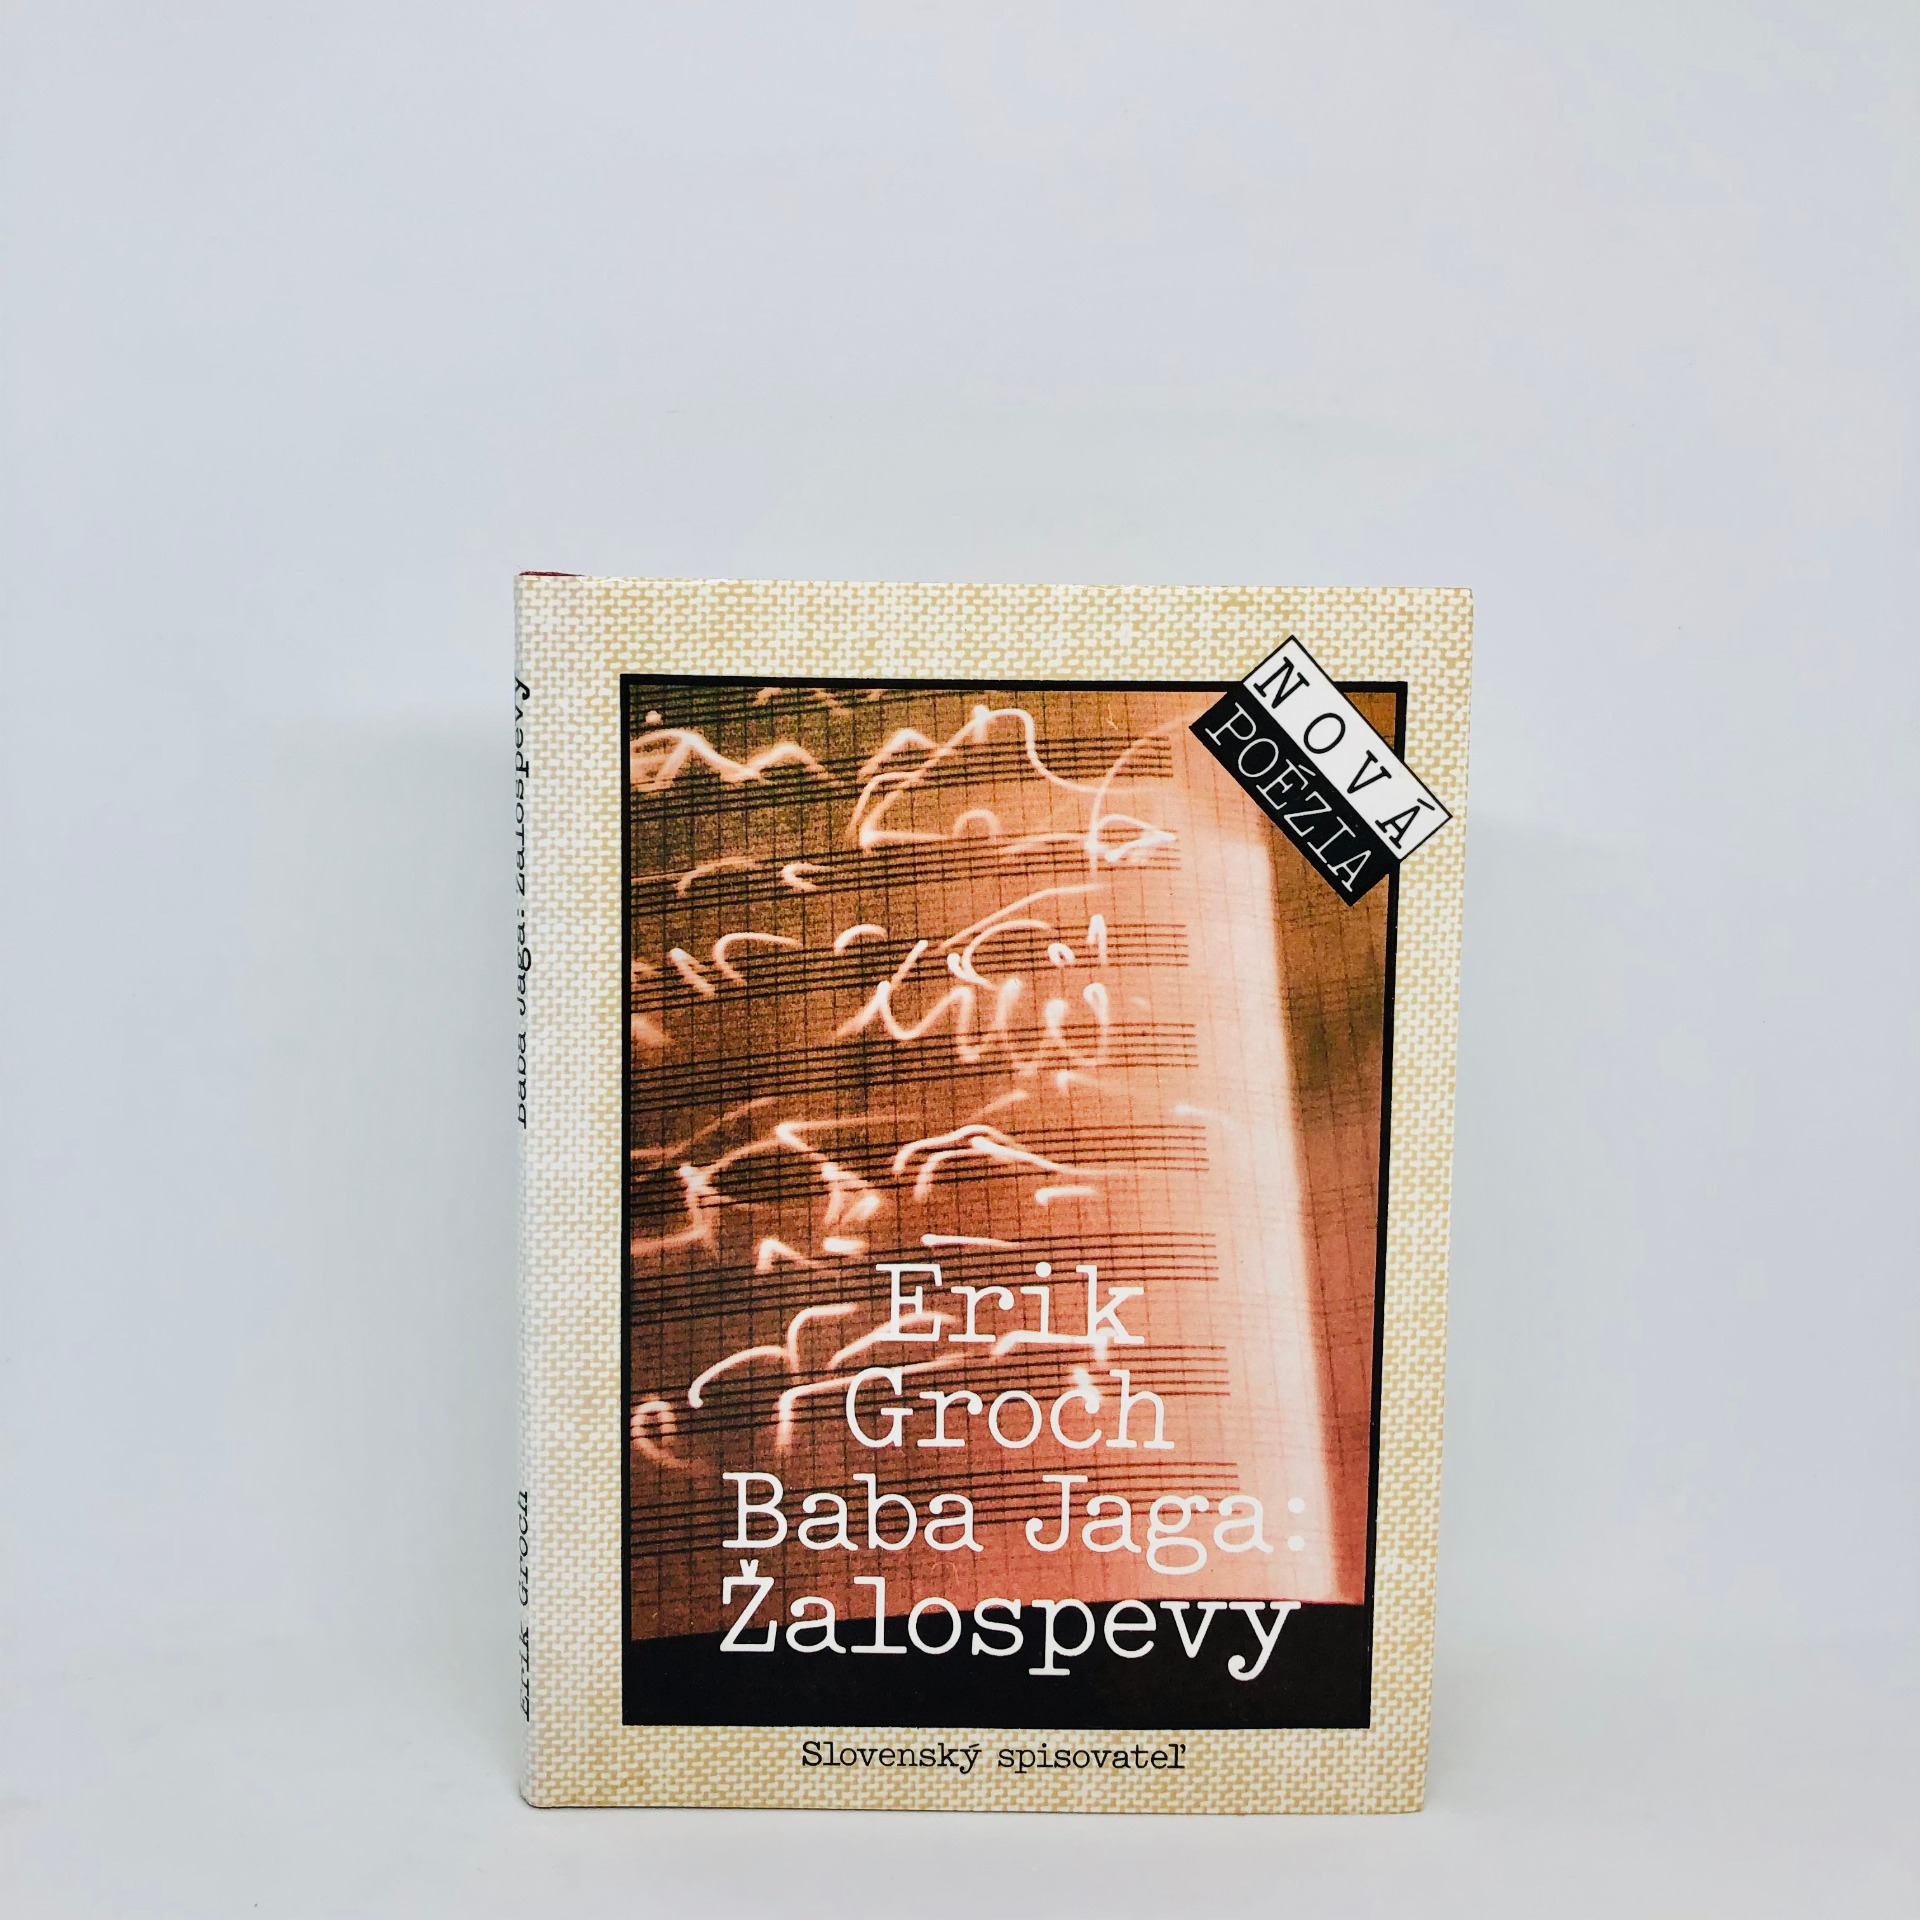 NOVÁ
POÉZIA
Erik
Groch
Baba Jaga:
Žalospevy
Slovenský spisovateľ
Erik Groch Baba Jaga: Žalospevy